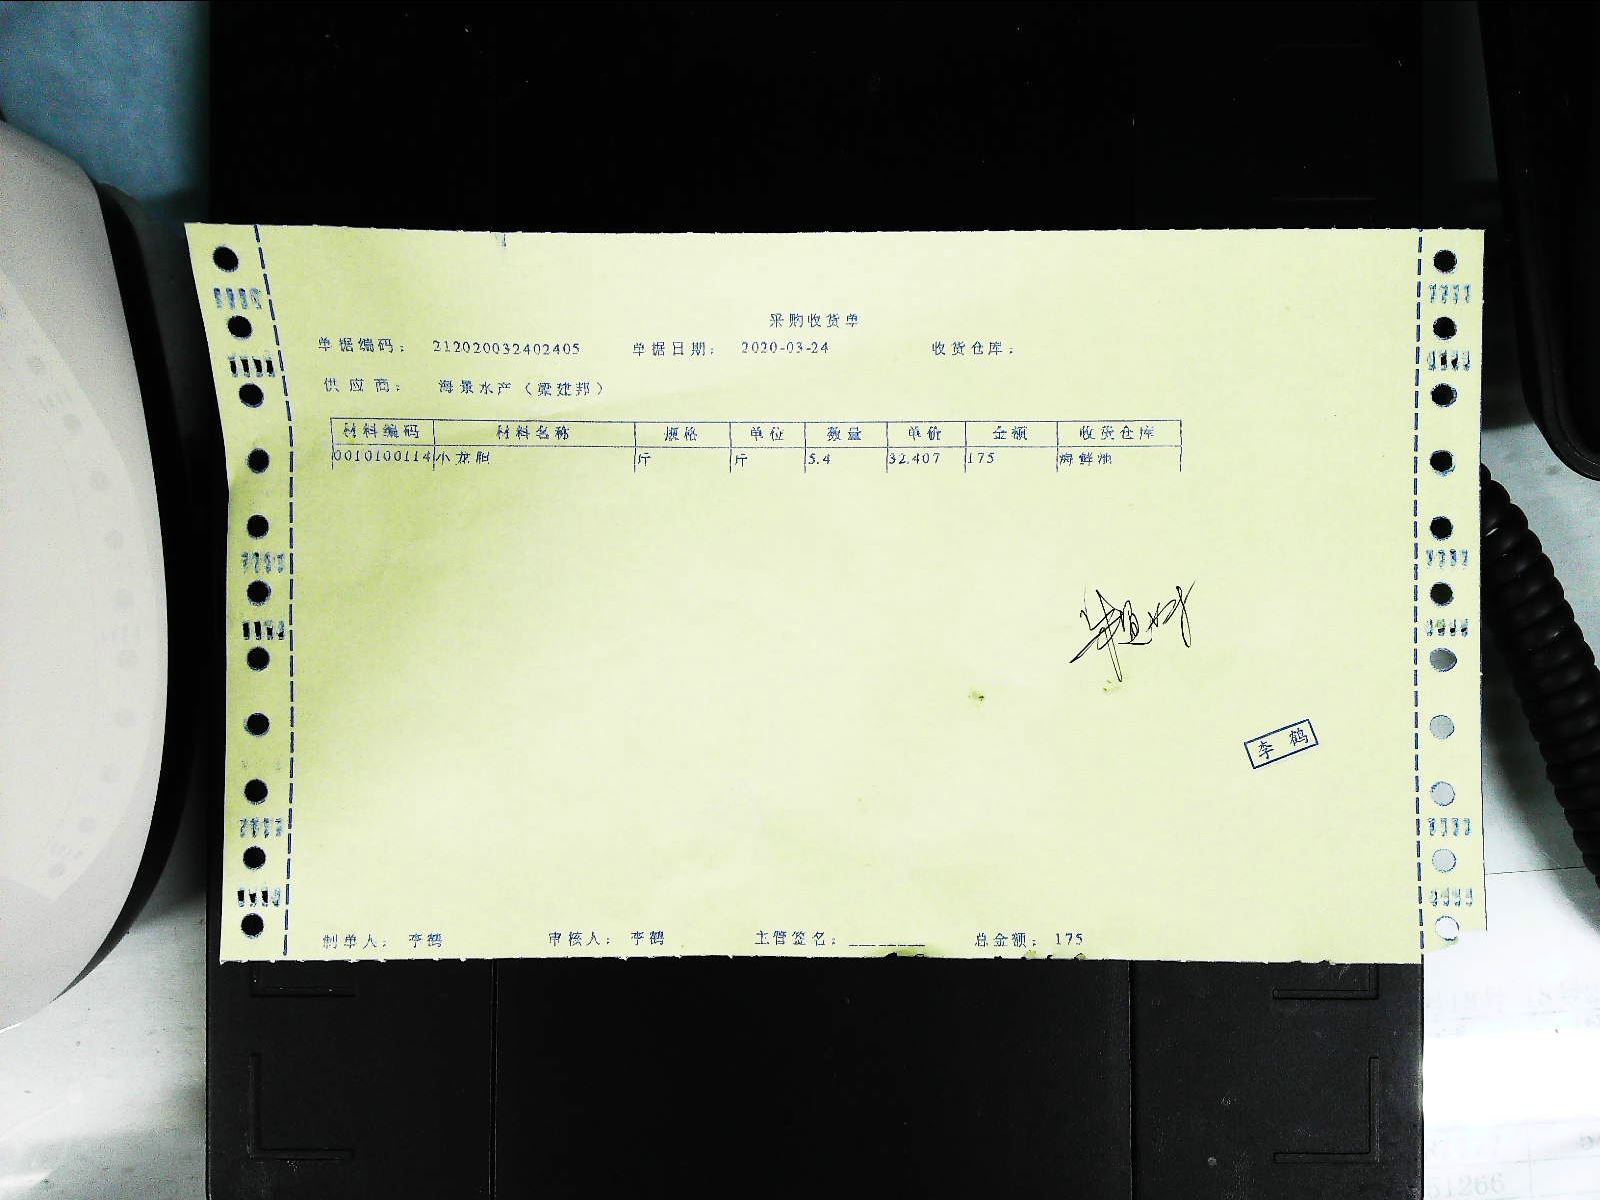 采购收货单
单据编码： 212020032402405 单据日期： 2020-03-24 收货仓库：
供应商： 海景水产（梁建邦）
材料编码 材料名称 规格 单位 数量 单价 金额 收货仓库
0010100114 小龙胆 斤 斤 5.4 32.407 175 海鲜池
李鹤
制单人： 李鹤 审核人： 李鹤 主管签名：________ 总金额： 175